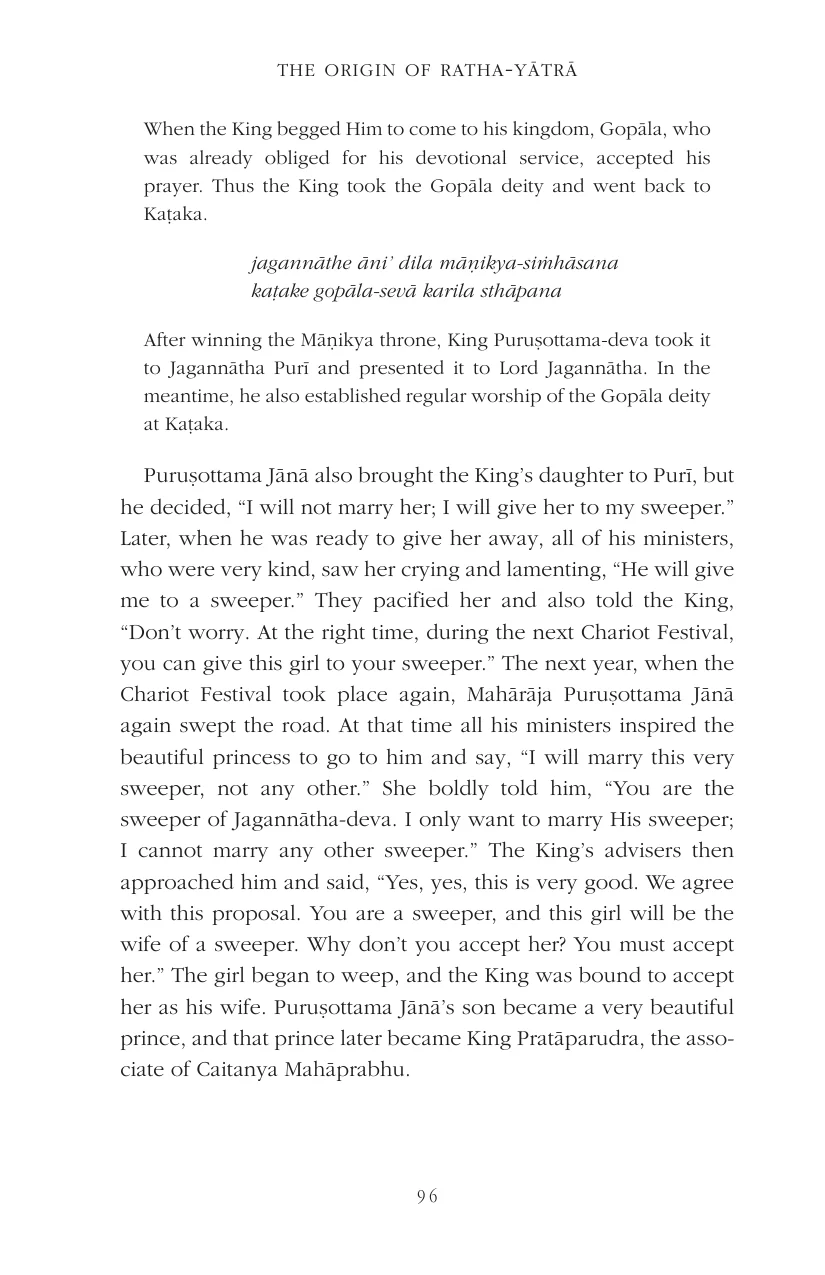 THE ORIGIN OF RATHA-YĀTRĀ
When the King begged Him to come to his kingdom, Gopāla, who
was already obliged for his devotional service, accepted his
prayer. Thus the King took the Gopāla deity and went back to
Kaṭaka.
jagannāthe āni’ dila māṇikya-siṁhāsana
kaṭake gopāla-sevā karila sthāpana
After winning the Māṇikya throne, King Puruṣottama-deva took it
to Jagannātha Purī and presented it to Lord Jagannātha. In the
meantime, he also established regular worship of the Gopāla deity
at Kaṭaka.
Puruṣottama Jānā also brought the King’s daughter to Purī, but
he decided, “I will not marry her; I will give her to my sweeper.”
Later, when he was ready to give her away, all of his ministers,
who were very kind, saw her crying and lamenting, “He will give
me to a sweeper.” They pacified her and also told the King,
“Don’t worry. At the right time, during the next Chariot Festival,
you can give this girl to your sweeper.” The next year, when the
Chariot Festival took place again, Mahārāja Puruṣottama Jānā
again swept the road. At that time all his ministers inspired the
beautiful princess to go to him and say, “I will marry this very
sweeper, not any other.” She boldly told him, “You are the
sweeper of Jagannātha-deva. I only want to marry His sweeper;
I cannot marry any other sweeper.” The King’s advisers then
approached him and said, “Yes, yes, this is very good. We agree
with this proposal. You are a sweeper, and this girl will be the
wife of a sweeper. Why don’t you accept her? You must accept
her.” The girl began to weep, and the King was bound to accept
her as his wife. Puruṣottama Jānā’s son became a very beautiful
prince, and that prince later became King Pratāparudra, the asso-
ciate of Caitanya Mahāprabhu.
96